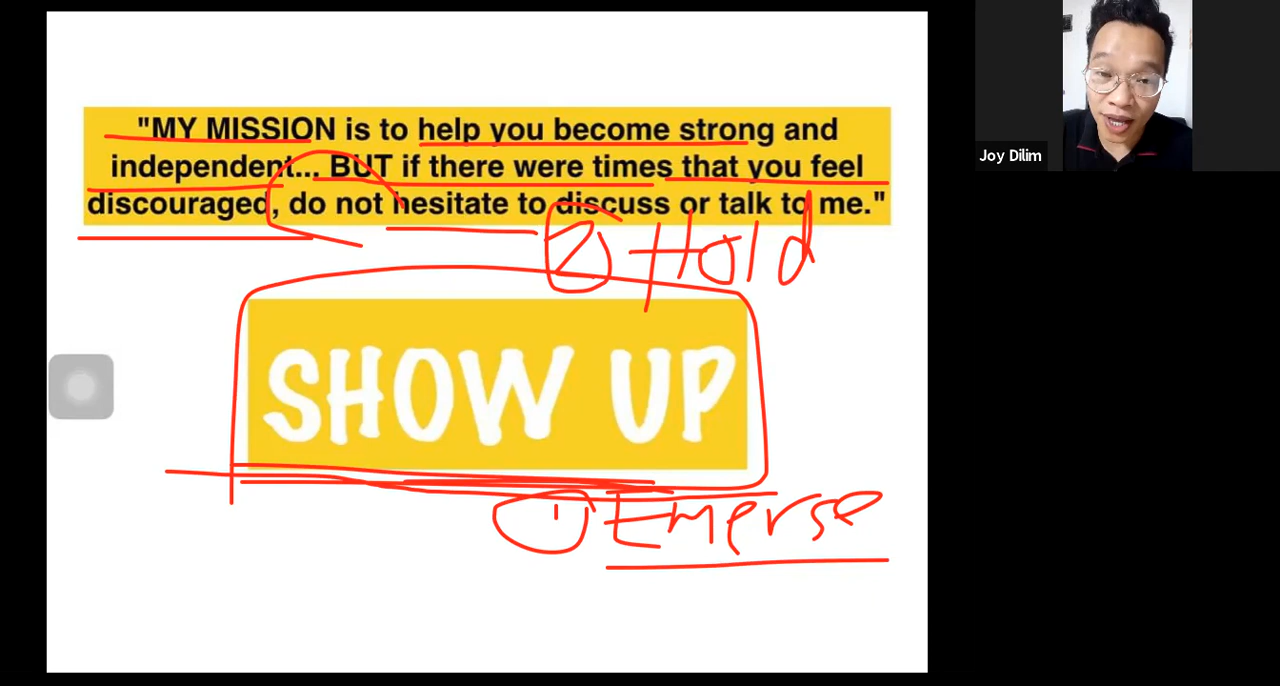 "MY MISSION is to help you become strong and
independent... BUT if there were times that you feel
discouraged, do not hesitate to discuss or talk to me."
② Hold
SHOW UP
① Emerse
Joy Dilim